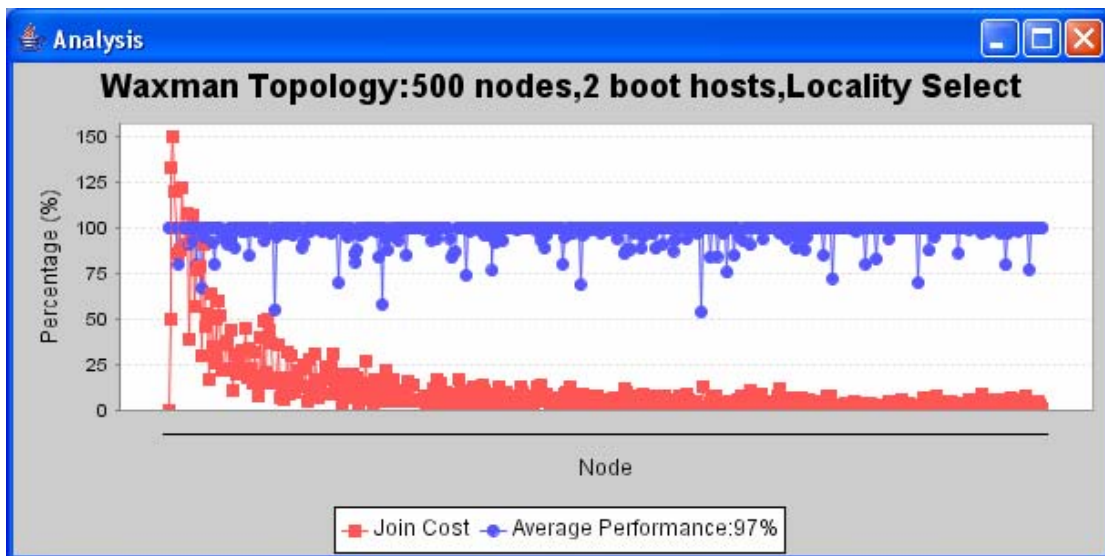 Analysis
Waxman Topology:500 nodes,2 boot hosts,Locality Select
Percentage (%)
150
125
100
75
50
25
0
Node
Join Cost
Average Performance:97%